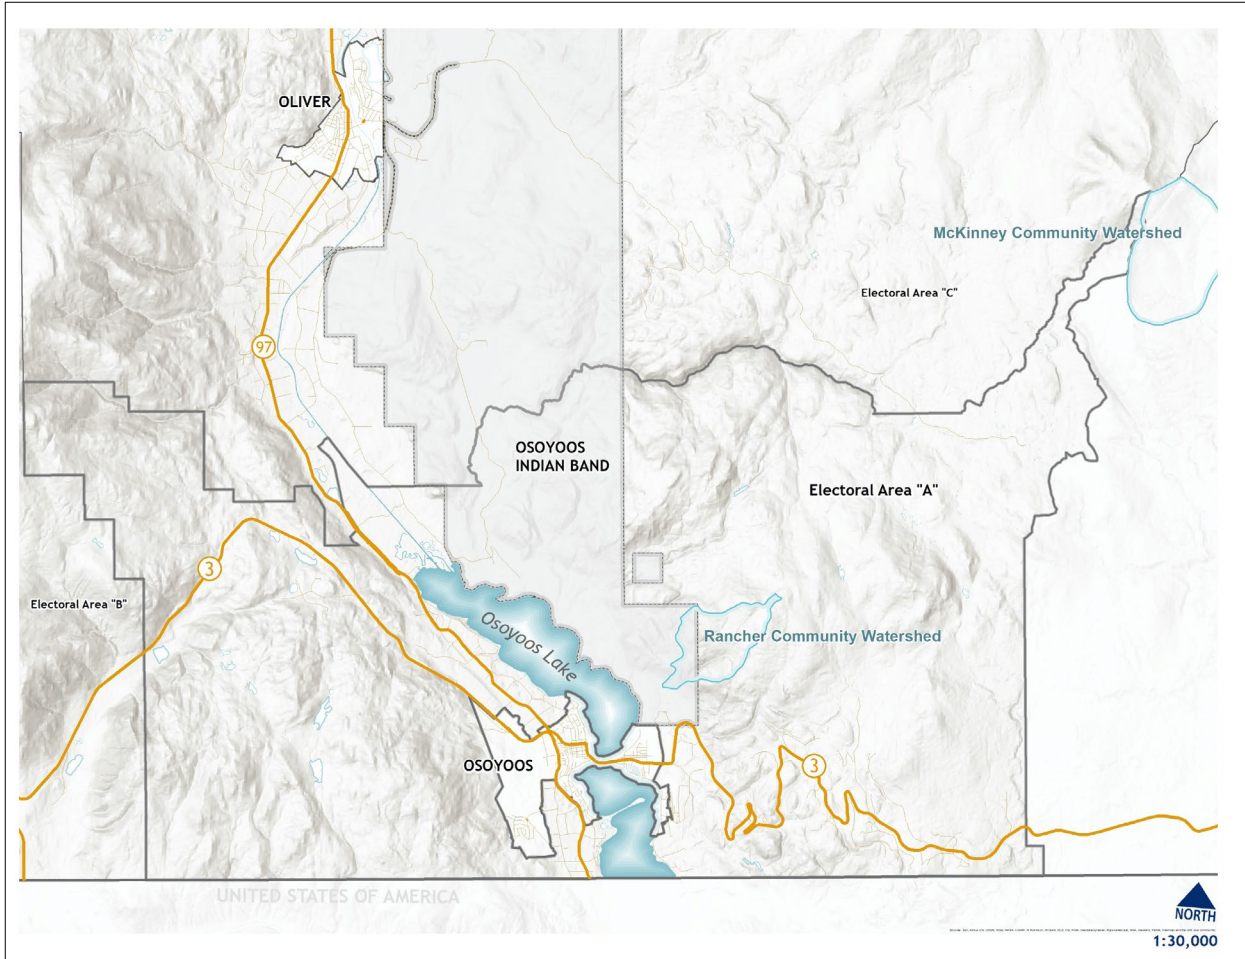 OLIVER
McKinney Community Watershed
Electoral Area "C"
97
OSOYOOS
INDIAN BAND
Electoral Area "A"
3
Electoral Area "B"
Osoyoos Lake
Rancher Community Watershed
OSOYOOS
3
UNITED STATES OF AMERICA
NORTH
1:30,000